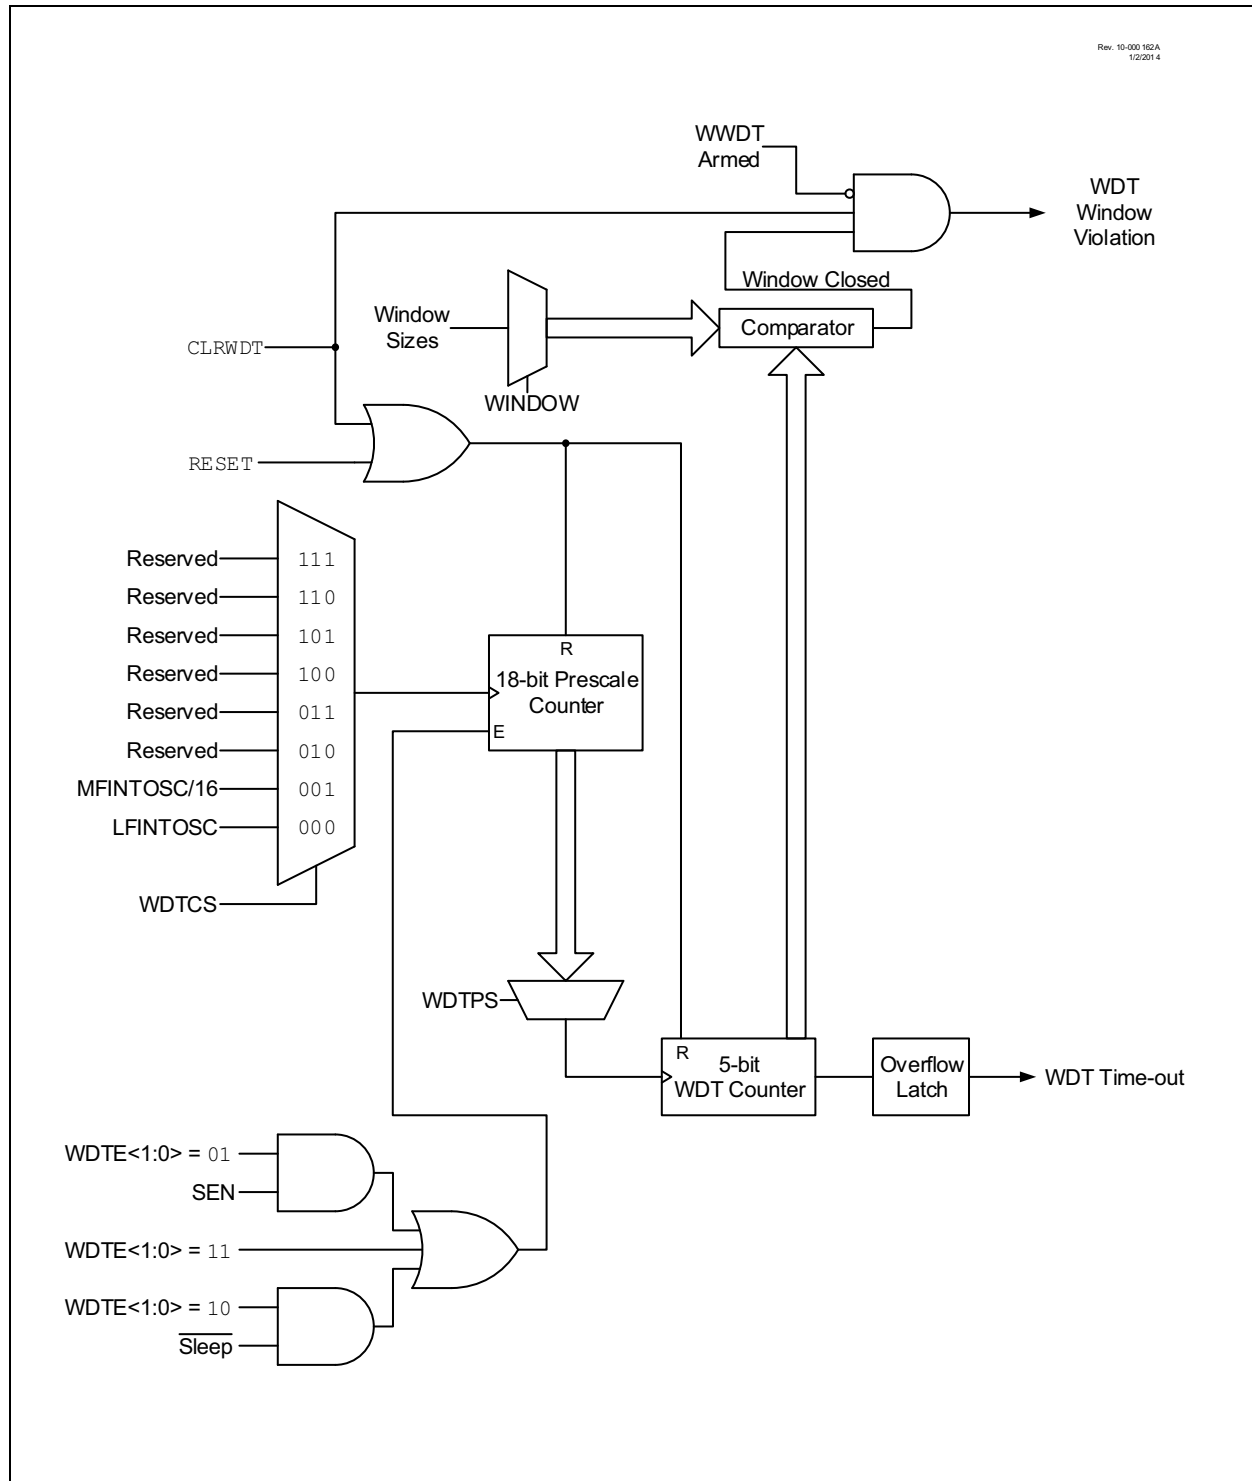 Rev. 10-000 162A
1/2/201 4
WWDT
Armed
WDT
Window
Violation
Window Closed
Window
Sizes
Comparator
CLRWDT
WINDOW
RESET
Reserved 111
Reserved 110
Reserved 101
Reserved 100
Reserved 011
Reserved 010
MFINTOSC/16 001
LFINTOSC 000
WDTCS
R
18-bit Prescale
Counter
E
WDTPS
R
5-bit
WDT Counter
Overflow
Latch
WDT Time-out
WDTE<1:0> = 01
SEN
WDTE<1:0> = 11
WDTE<1:0> = 10
Sleep